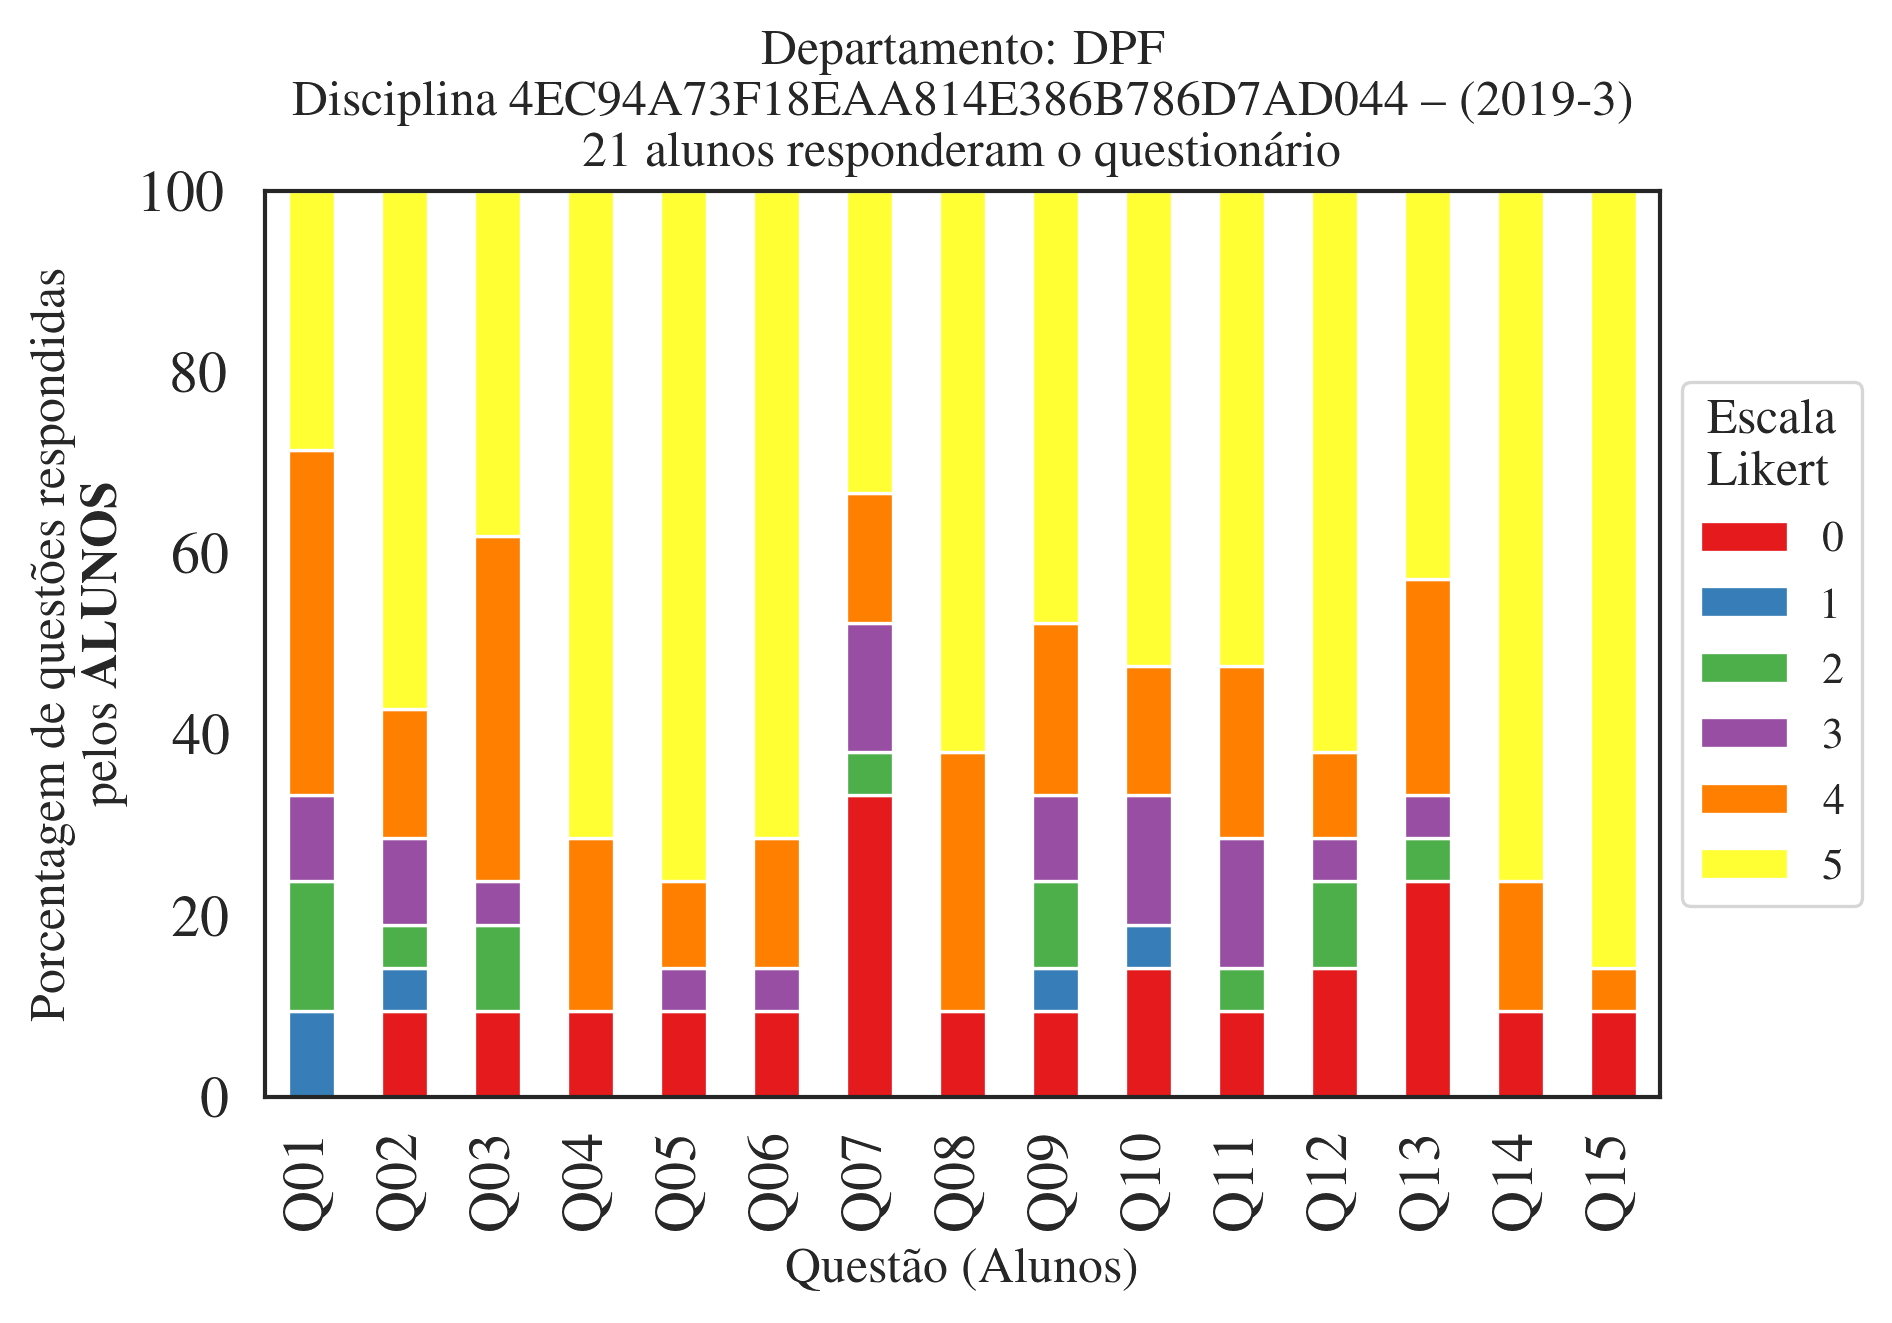 Departamento: DPF
Disciplina 4EC94A73F18EAA814E386B786D7AD044 – (2019-3)
21 alunos responderam o questionário
Porcentagem de questões respondidas
pelos ALUNOS
100
80
60
40
20
0
Q01
Q02
Q03
Q04
Q05
Q06
Q07
Q08
Q09
Q10
Q11
Q12
Q13
Q14
Q15
Questão (Alunos)
Escala
Likert
0
1
2
3
4
5